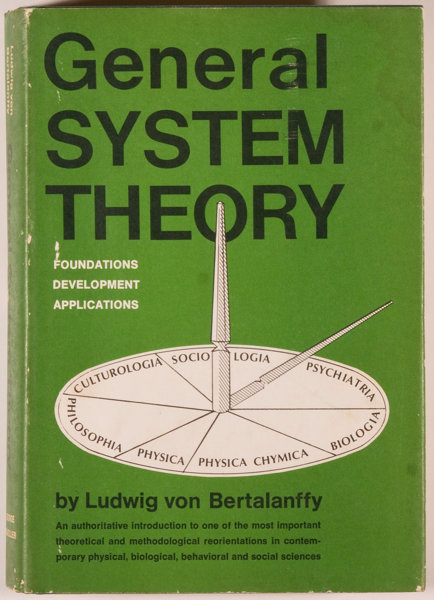 General
SYSTEM
THEORY
FOUNDATIONS
DEVELOPMENT
APPLICATIONS
CULTUROLOGIA
SOCIO LOGIA
PSYCHIATRIA
PHILOSOPHIA
PHYSICA
PHYSICA CHYMICA
BIOLOGIA
by Ludwig von Bertalanffy
An authoritative introduction to one of the most important
theoretical and methodological reorientations in contem-
porary physical, biological, behavioral and social sciences